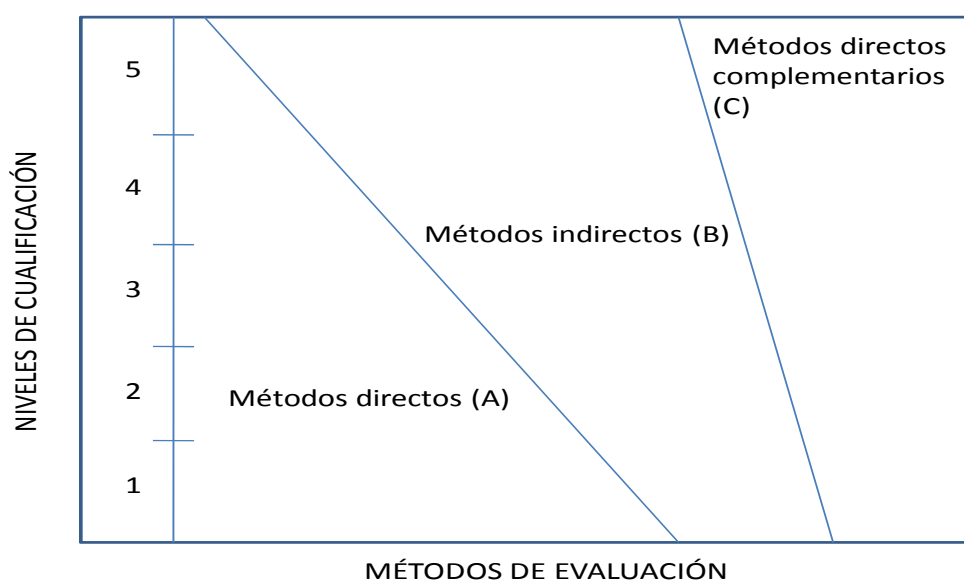 Métodos directos
complementarios
(C)
5
4
Métodos indirectos (B)
3
2
Métodos directos (A)
1
NIVELES DE CUALIFICACIÓN
MÉTODOS DE EVALUACIÓN